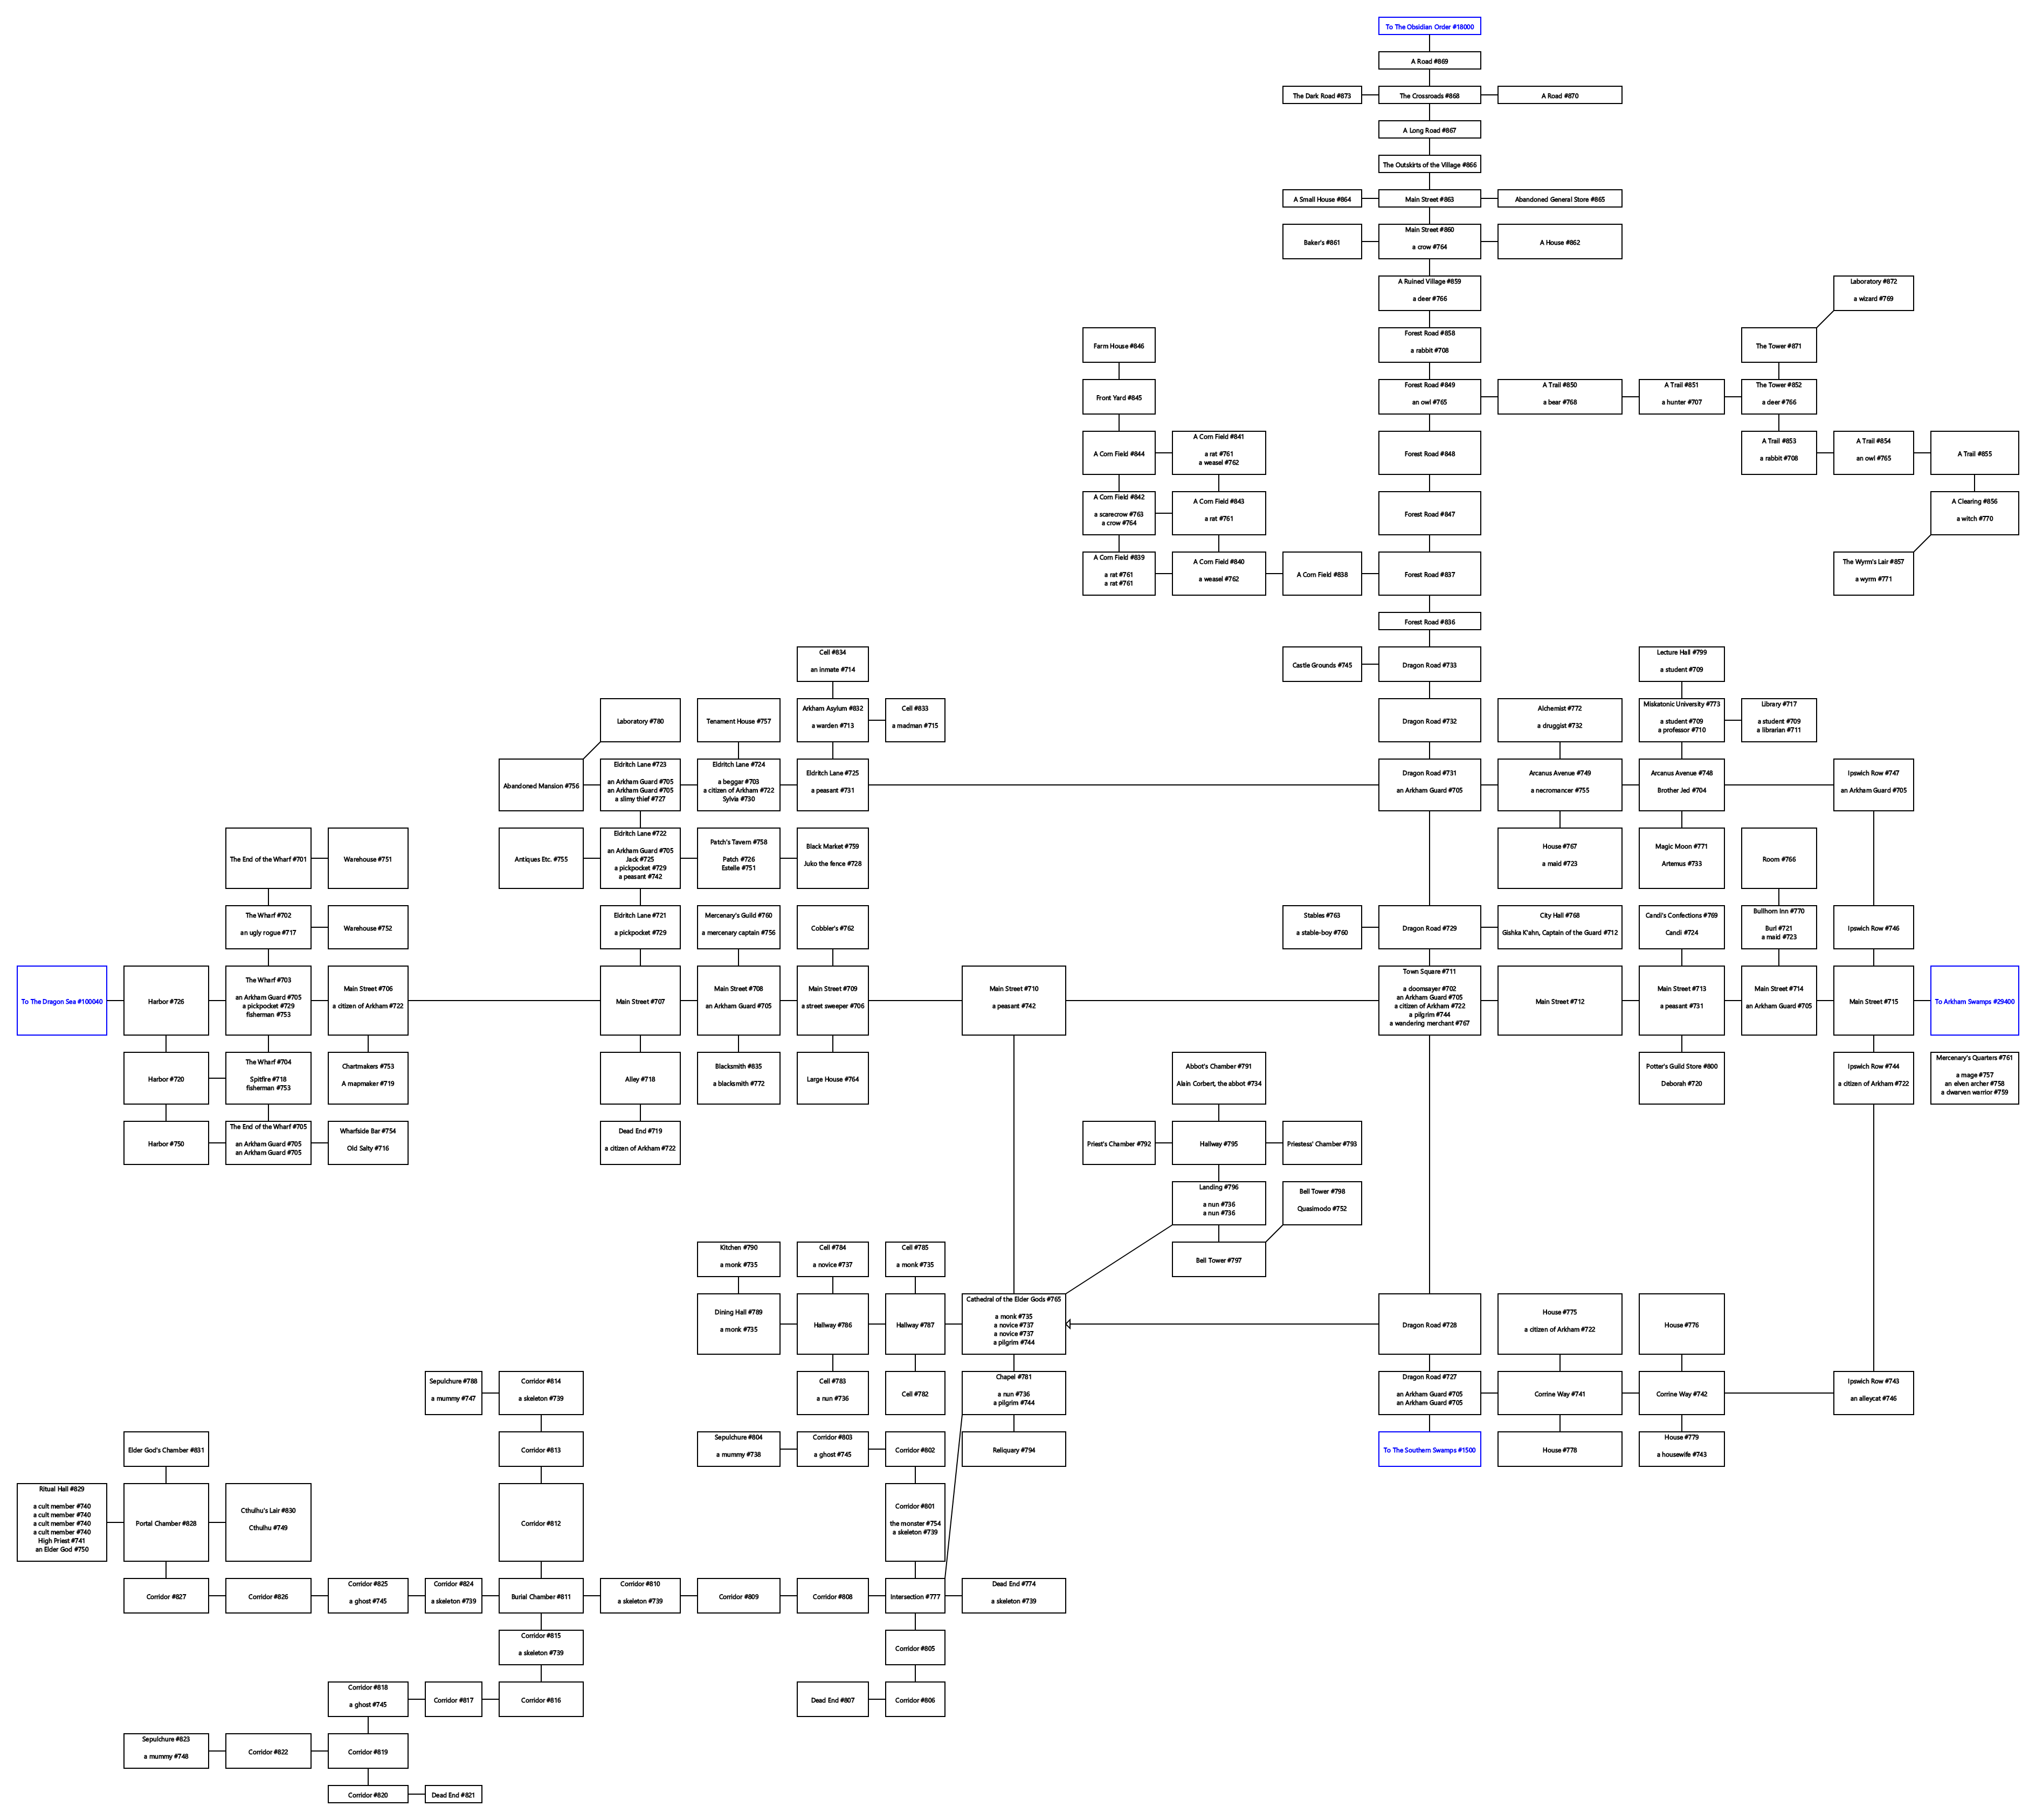 To The Obsidian Order #18000
A Road #869
The Dark Road #873
The Crossroads #868
A Road #870
A Long Road #867
The Outskirts of the Village #866
A Small House #864
Main Street #863
Abandoned General Store #865
Baker's #861
Main Street #860
a crow #764
A House #862
A Ruined Village #859
a deer #766
Laboratory #872
a wizard #769
Farm House #846
Forest Road #858
a rabbit #708
The Tower #871
Front Yard #845
Forest Road #849
an owl #765
A Trail #850
a bear #768
A Trail #851
a hunter #707
The Tower #852
a deer #766
A Corn Field #844
A Corn Field #841
a rat #761
a weasel #762
Forest Road #848
A Trail #853
a rabbit #708
A Trail #854
an owl #765
A Trail #855
A Corn Field #842
a scarecrow #763
a crow #764
A Corn Field #843
a rat #761
Forest Road #847
A Clearing #856
a witch #770
A Corn Field #839
a rat #761
a rat #761
A Corn Field #840
a weasel #762
A Corn Field #838
Forest Road #837
The Wyrm's Lair #857
a wyrm #771
Forest Road #836
Cell #834
an inmate #714
Castle Grounds #745
Dragon Road #733
Lecture Hall #799
a student #709
Laboratory #780
Tenament House #757
Arkham Asylum #832
a warden #713
Cell #833
a madman #715
Dragon Road #732
Alchemist #772
a druggist #732
Miskatonic University #773
a student #709
a professor #710
Library #717
a student #709
a librarian #711
Abandoned Mansion #756
Eldritch Lane #723
an Arkham Guard #705
an Arkham Guard #705
a slimy thief #727
Eldritch Lane #724
a beggar #703
a citizen of Arkham #722
Sylvia #730
Eldritch Lane #725
a peasant #731
Dragon Road #731
an Arkham Guard #705
Arcanus Avenue #749
a necromancer #755
Arcanus Avenue #748
Brother Jed #704
Ipswich Row #747
an Arkham Guard #705
The End of the Wharf #701
Warehouse #751
Antiques Etc. #755
Eldritch Lane #722
an Arkham Guard #705
Jack #725
a pickpocket #729
a peasant #742
Patch's Tavern #758
Patch #726
Estelle #751
Black Market #759
Juko the fence #728
House #767
a maid #723
Magic Moon #771
Artemus #733
Room #766
The Wharf #702
an ugly rogue #717
Warehouse #752
Eldritch Lane #721
a pickpocket #729
Mercenary's Guild #760
a mercenary captain #756
Cobbler's #762
Stables #763
a stable-boy #760
Dragon Road #729
City Hall #768
Gishka K'ahn, Captain of the Guard #712
Candi's Confections #769
Candi #724
Bullhorn Inn #770
Burl #721
a maid #723
Ipswich Row #746
To The Dragon Sea #100040
Harbor #726
The Wharf #703
an Arkham Guard #705
a pickpocket #729
fisherman #753
Main Street #706
a citizen of Arkham #722
Main Street #707
Main Street #708
an Arkham Guard #705
Main Street #709
a street sweeper #706
Main Street #710
a peasant #742
Town Square #711
a doomsayer #702
an Arkham Guard #705
a citizen of Arkham #722
a pilgrim #744
a wandering merchant #767
Main Street #712
Main Street #713
a peasant #731
Main Street #714
an Arkham Guard #705
Main Street #715
To Arkham Swamps #29400
Harbor #720
The Wharf #704
Spitfire #718
fisherman #753
Chartmakers #753
A mapmaker #719
Alley #718
Blacksmith #835
a blacksmith #772
Large House #764
Abbot's Chamber #791
Alain Corbert, the abbot #734
Potter's Guild Store #800
Deborah #720
Ipswich Row #744
a citizen of Arkham #722
Mercenary's Quarters #761
a mage #757
an elven archer #758
a dwarven warrior #759
Harbor #750
The End of the Wharf #705
an Arkham Guard #705
an Arkham Guard #705
Wharfside Bar #754
Old Salty #716
Dead End #719
a citizen of Arkham #722
Priest's Chamber #792
Hallway #795
Priestess' Chamber #793
Landing #796
a nun #736
a nun #736
Bell Tower #798
Quasimodo #752
Kitchen #790
a monk #735
Cell #784
a novice #737
Cell #785
a monk #735
Bell Tower #797
Dining Hall #789
a monk #735
Hallway #786
Hallway #787
Cathedral of the Elder Gods #765
a monk #735
a novice #737
a novice #737
a pilgrim #744
Dragon Road #728
House #775
a citizen of Arkham #722
House #776
Sepulchure #788
a mummy #747
Corridor #814
a skeleton #739
Cell #783
a nun #736
Cell #782
Chapel #781
a nun #736
a pilgrim #744
Dragon Road #727
an Arkham Guard #705
an Arkham Guard #705
Corrine Way #741
Corrine Way #742
Ipswich Row #743
an alleycat #746
Elder God's Chamber #831
Corridor #813
Sepulchure #804
a mummy #738
Corridor #803
a ghost #745
Corridor #802
Reliquary #794
To The Southern Swamps #1500
House #778
House #779
a housewife #743
Ritual Hall #829
a cult member #740
a cult member #740
a cult member #740
a cult member #740
High Priest #741
an Elder God #750
Portal Chamber #828
Cthulhu's Lair #830
Cthulhu #749
Corridor #812
Corridor #801
the monster #754
a skeleton #739
Corridor #827
Corridor #826
Corridor #825
a ghost #745
Corridor #824
a skeleton #739
Burial Chamber #811
Corridor #810
a skeleton #739
Corridor #809
Corridor #808
Intersection #777
Dead End #774
a skeleton #739
Corridor #815
a skeleton #739
Corridor #805
Corridor #818
a ghost #745
Corridor #817
Corridor #816
Dead End #807
Corridor #806
Sepulchure #823
a mummy #748
Corridor #822
Corridor #819
Corridor #820
Dead End #821